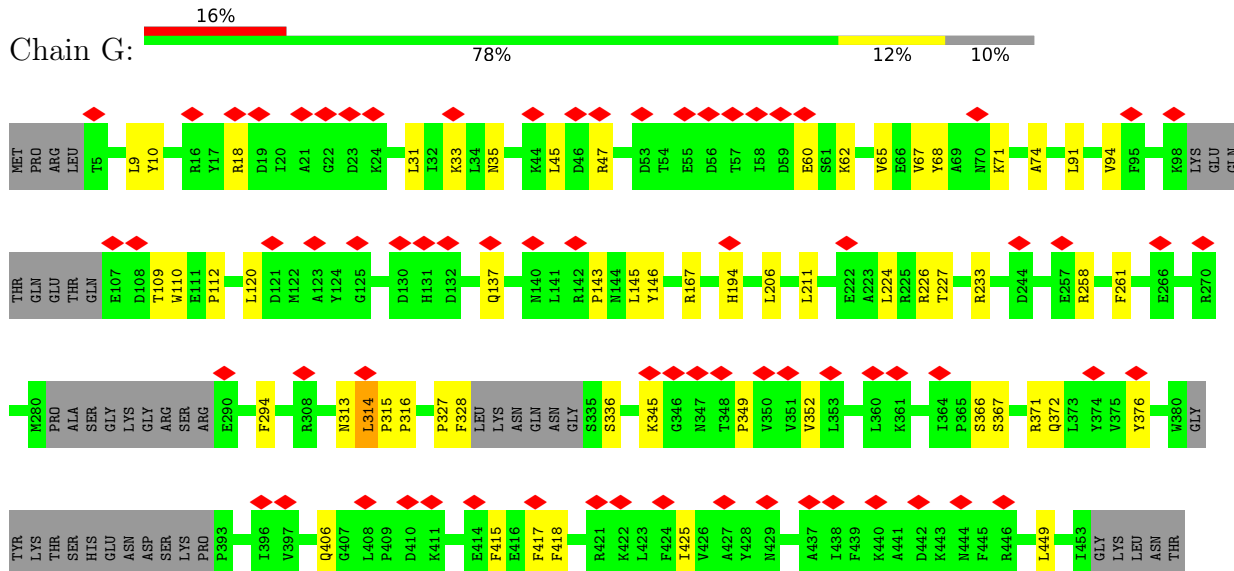 16%
Chain G:
78% 12% 10%
MET PRO ARG LEU T5 L9 Y10 R16 Y17 R18 D19 I20 A21 G22 D23 K24 L31 I32 K33 L34 N35 K44 L45 D46 R47 D53 T54 E55 D56 T57 I58 D59 E60 S61 K62 V65 E66 V67 Y68 A69 N70 K71 A74 L91 V94 F95 K98 LYS GLU GLN
THR GLN GLU THR GLN E107 D108 T109 W110 E111 P112 L120 D121 M122 A123 Y124 G125 D130 H131 D132 Q137 N140 L141 R142 P143 N144 L145 Y146 R167 H194 L206 L211 E222 A223 L224 R225 R226 T227 R233 D244 E257 R258 F261 E266 R270
M280 PRO ALA SER GLY LYS GLY ARG SER ARG E290 F294 R308 N313 L314 P315 P316 P327 F328 LEU LYS ASN GLN ASN GLY S335 S336 K345 G346 N347 T348 P349 V350 V351 V352 L353 L360 K361 I364 P365 S366 S367 R371 Q372 L373 Y374 V375 Y376 W380 GLY
TYR LYS THR SER HIS GLU ASN ASP SER LYS PRO P393 I396 V397 Q406 G407 L408 P409 D410 K411 E414 F415 E416 F417 F418 R421 K422 L423 F424 I425 V426 A427 Y428 N429 A437 I438 F439 K440 A441 D442 K443 N444 F445 R446 L449 I453 GLY LYS LEU ASN THR